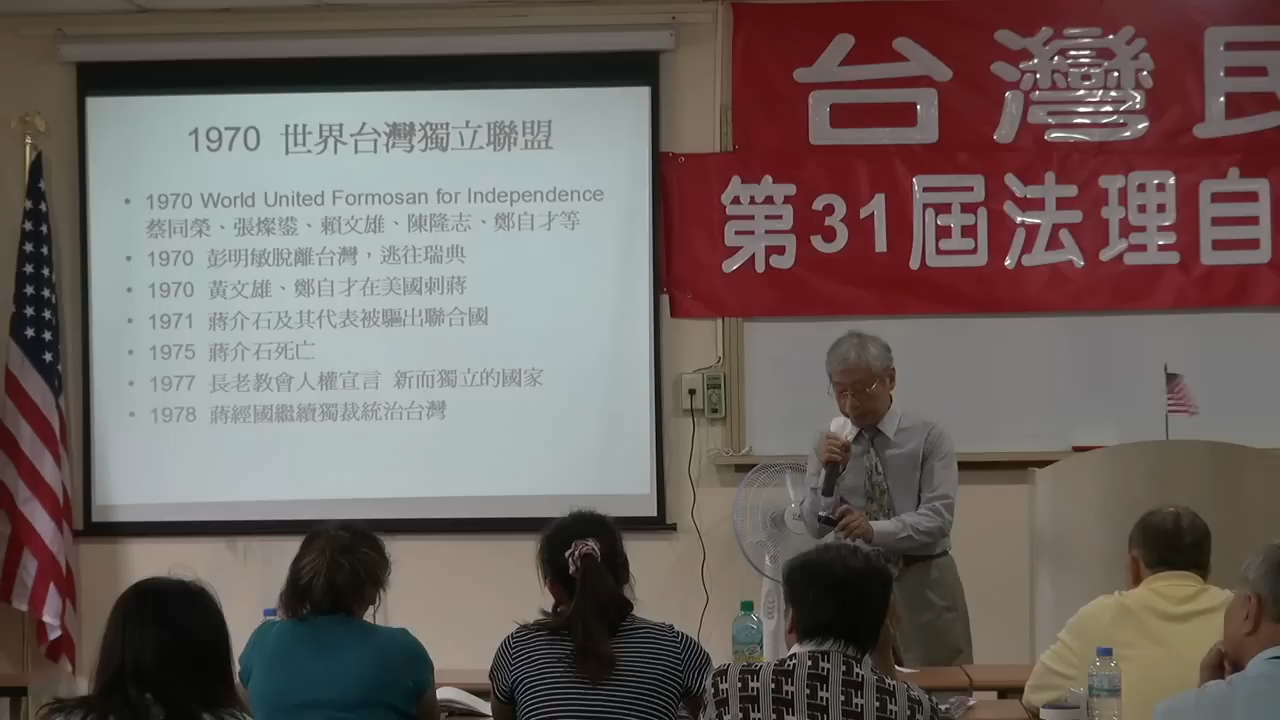 1970 世界台灣獨立聯盟
• 1970 World United Formosan for Independence
蔡同榮、張燦鍙、賴文雄、陳隆志、鄭自才等
• 1970 彭明敏脫離台灣，逃往瑞典
• 1970 黃文雄、鄭自才在美國刺蔣
• 1971 蔣介石及其代表被驅出聯合國
• 1975 蔣介石死亡
• 1977 長老教會人權宣言 新而獨立的國家
• 1978 蔣經國繼續獨裁統治台灣
台灣民
第31屆法理自